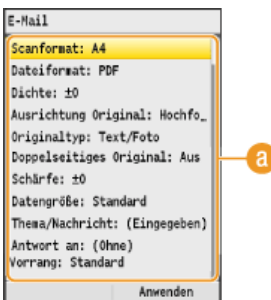 E-Mail
Scanformat: A4
Dateiformat: PDF
Dichte: ±0
Ausrichtung Original: Hochfo_
Originaltyp: Text/Foto
Doppelseitiges Original: Aus
Schärfe: ±0
Datengröße: Standard
Thema/Nachricht: (Eingegeben)
Antwort an: (Ohne)
Vorrang: Standard
Anwenden
a